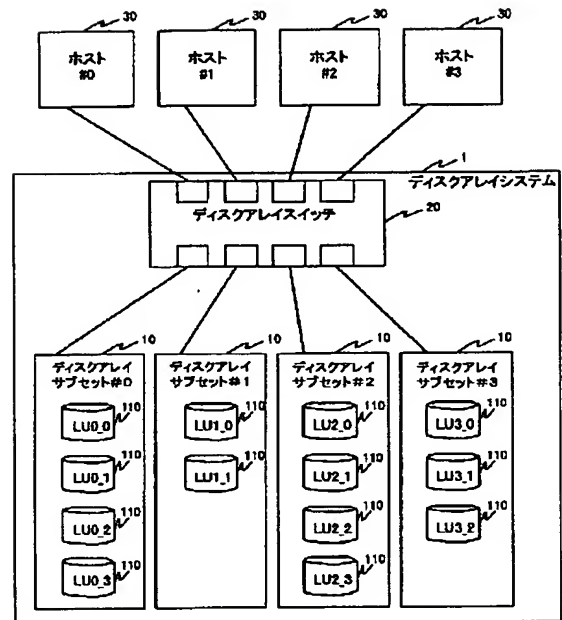 30 30 30 30
ホスト
#0
ホスト
#1
ホスト
#2
ホスト
#3
1
ディスクアレイシステム
ディスクアレイスイッチ
20
10 10 10 10
ディスクアレイ
サブセット#0
110
LU0_0
110
LU0_1
110
LU0_2
110
LU0_3
ディスクアレイ
サブセット#1
110
LU1_0
110
LU1_1
ディスクアレイ
サブセット#2
110
LU2_0
110
LU2_1
110
LU2_2
110
LU2_3
ディスクアレイ
サブセット#3
110
LU3_0
110
LU3_1
110
LU3_2